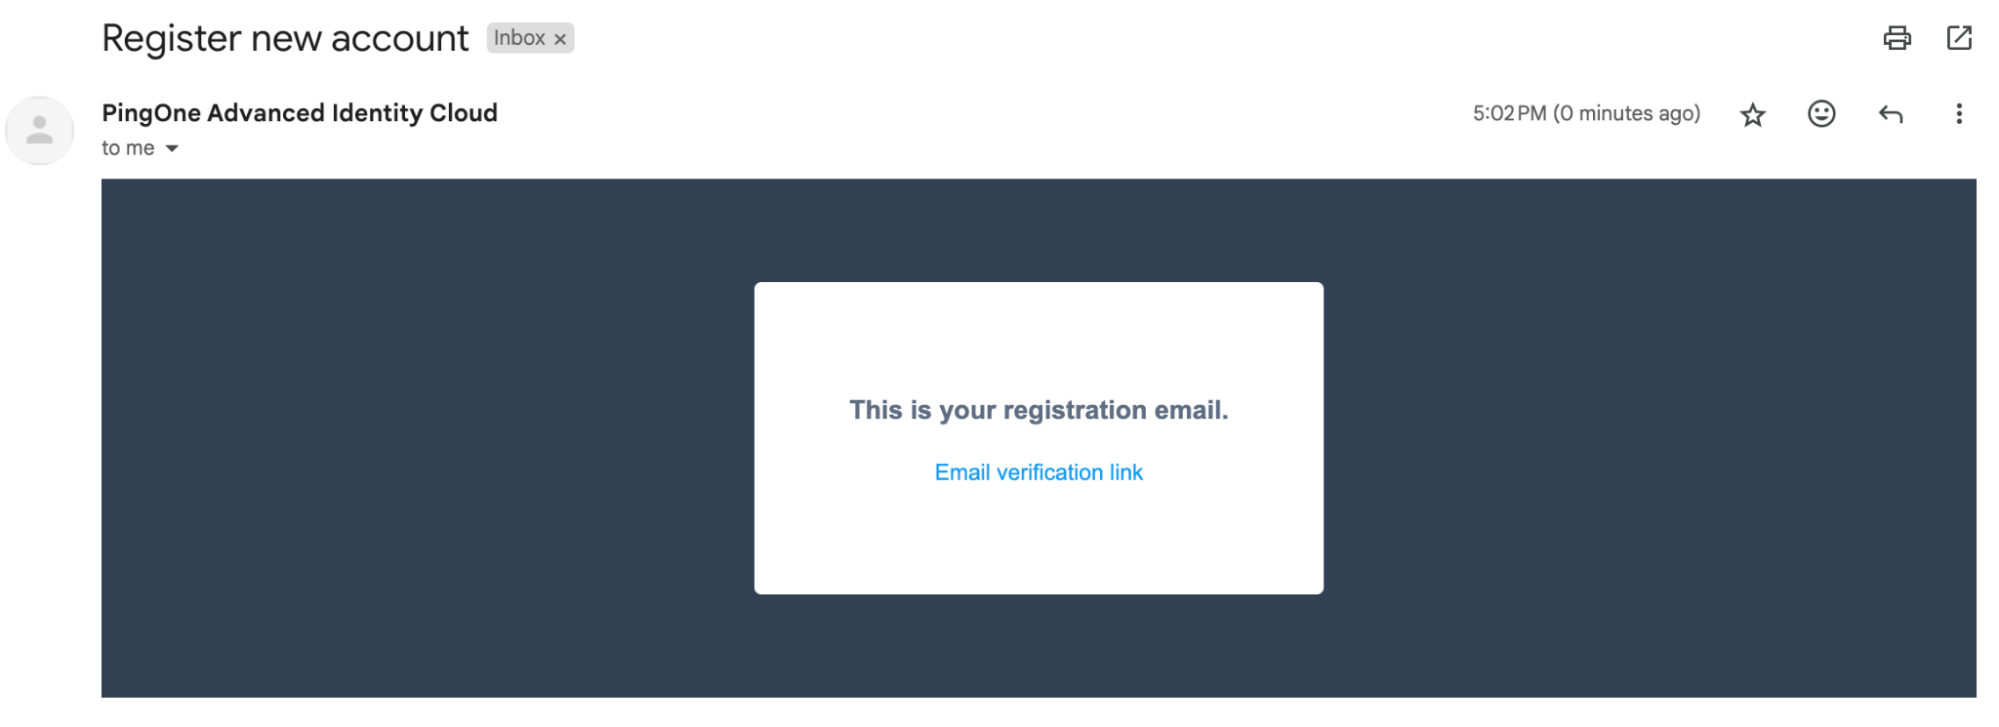 Register new account Inbox ×
PingOne Advanced Identity Cloud 5:02 PM (0 minutes ago)
to me
This is your registration email.
Email verification link